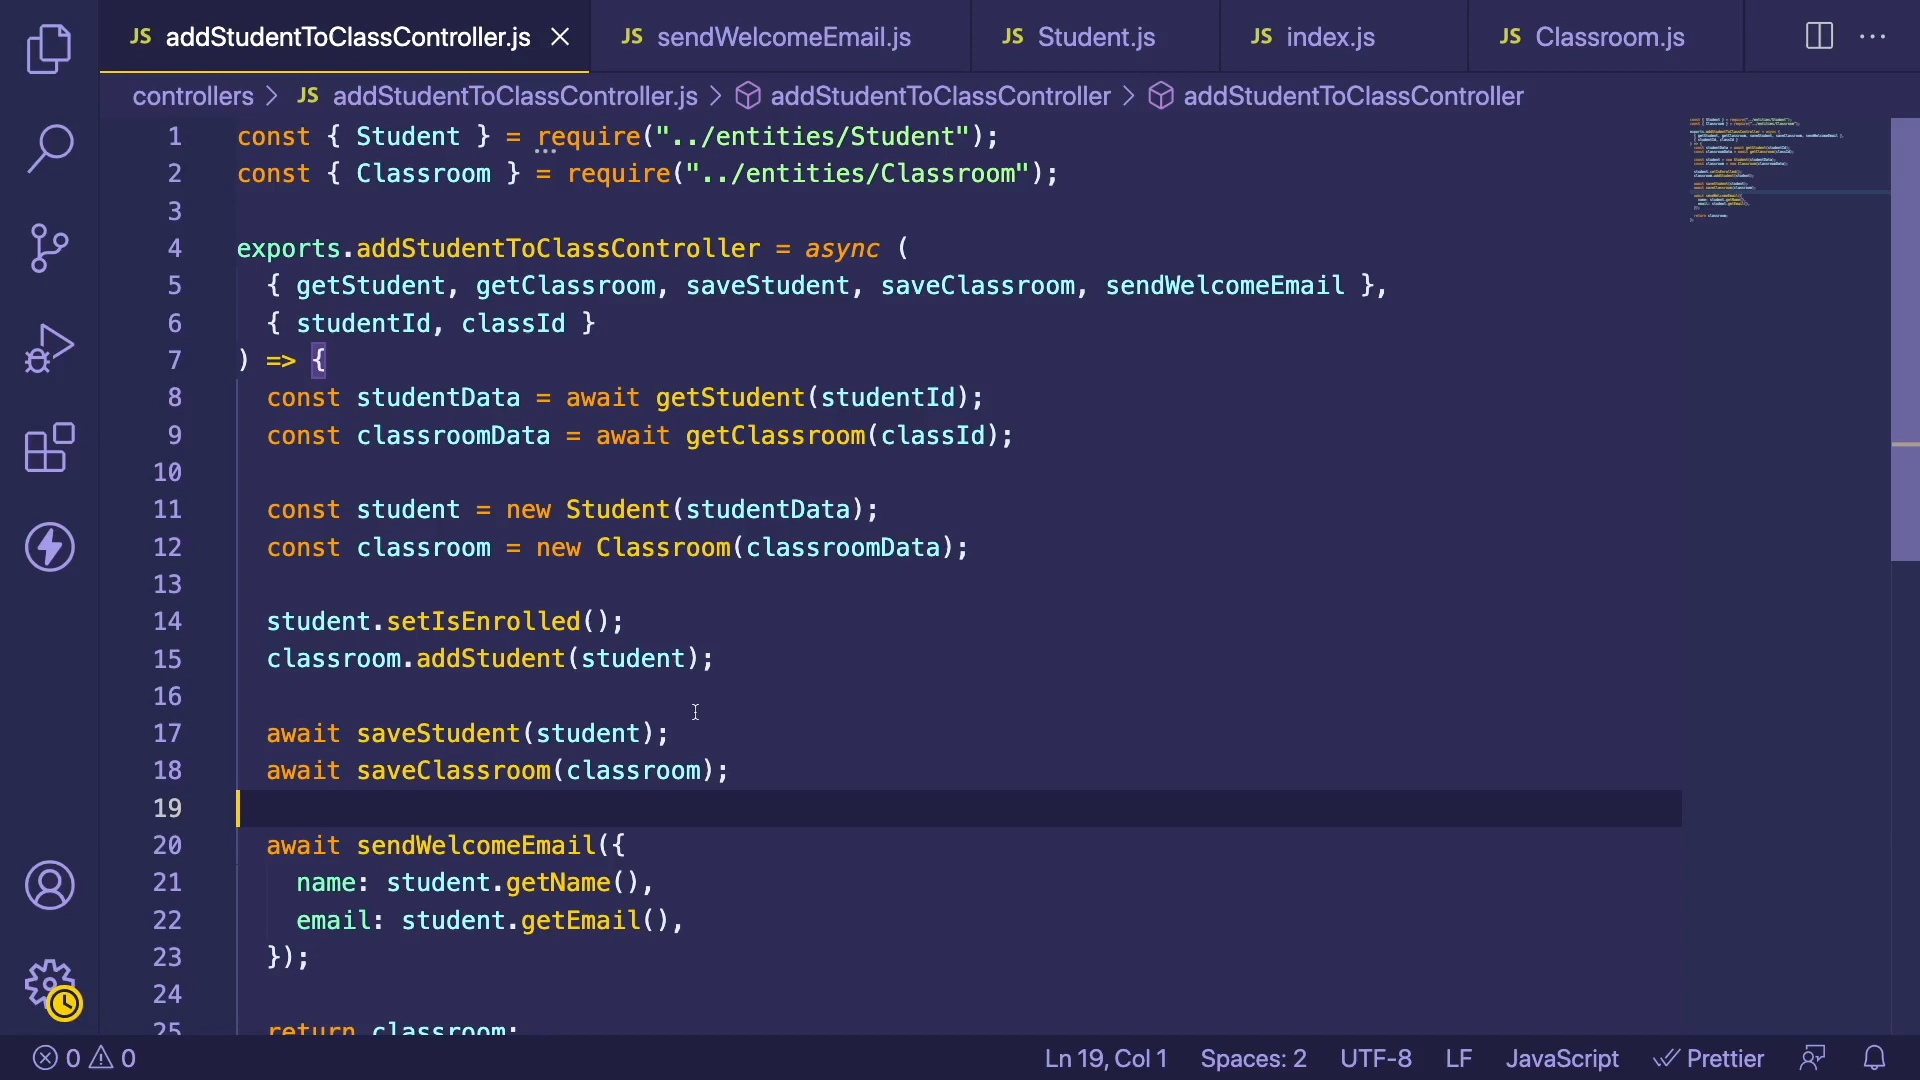 JS addStudentToClassController.js JS sendWelcomeEmail.js JS Student.js JS index.js JS Classroom.js
controllers > JS addStudentToClassController.js > addStudentToClassController > addStudentToClassController
1 const { Student } = require("../entities/Student");
2 const { Classroom } = require("../entities/Classroom");
3
4 exports.addStudentToClassController = async (
5 { getStudent, getClassroom, saveStudent, saveClassroom, sendWelcomeEmail },
6 { studentId, classId }
7 ) => {
8 const studentData = await getStudent(studentId);
9 const classroomData = await getClassroom(classId);
10
11 const student = new Student(studentData);
12 const classroom = new Classroom(classroomData);
13
14 student.setIsEnrolled();
15 classroom.addStudent(student);
16
17 await saveStudent(student);
18 await saveClassroom(classroom);
19
20 await sendWelcomeEmail({
21 name: student.getName(),
22 email: student.getEmail(),
23 });
24
25 return classroom;
0 0 Ln 19, Col 1 Spaces: 2 UTF-8 LF JavaScript Prettier